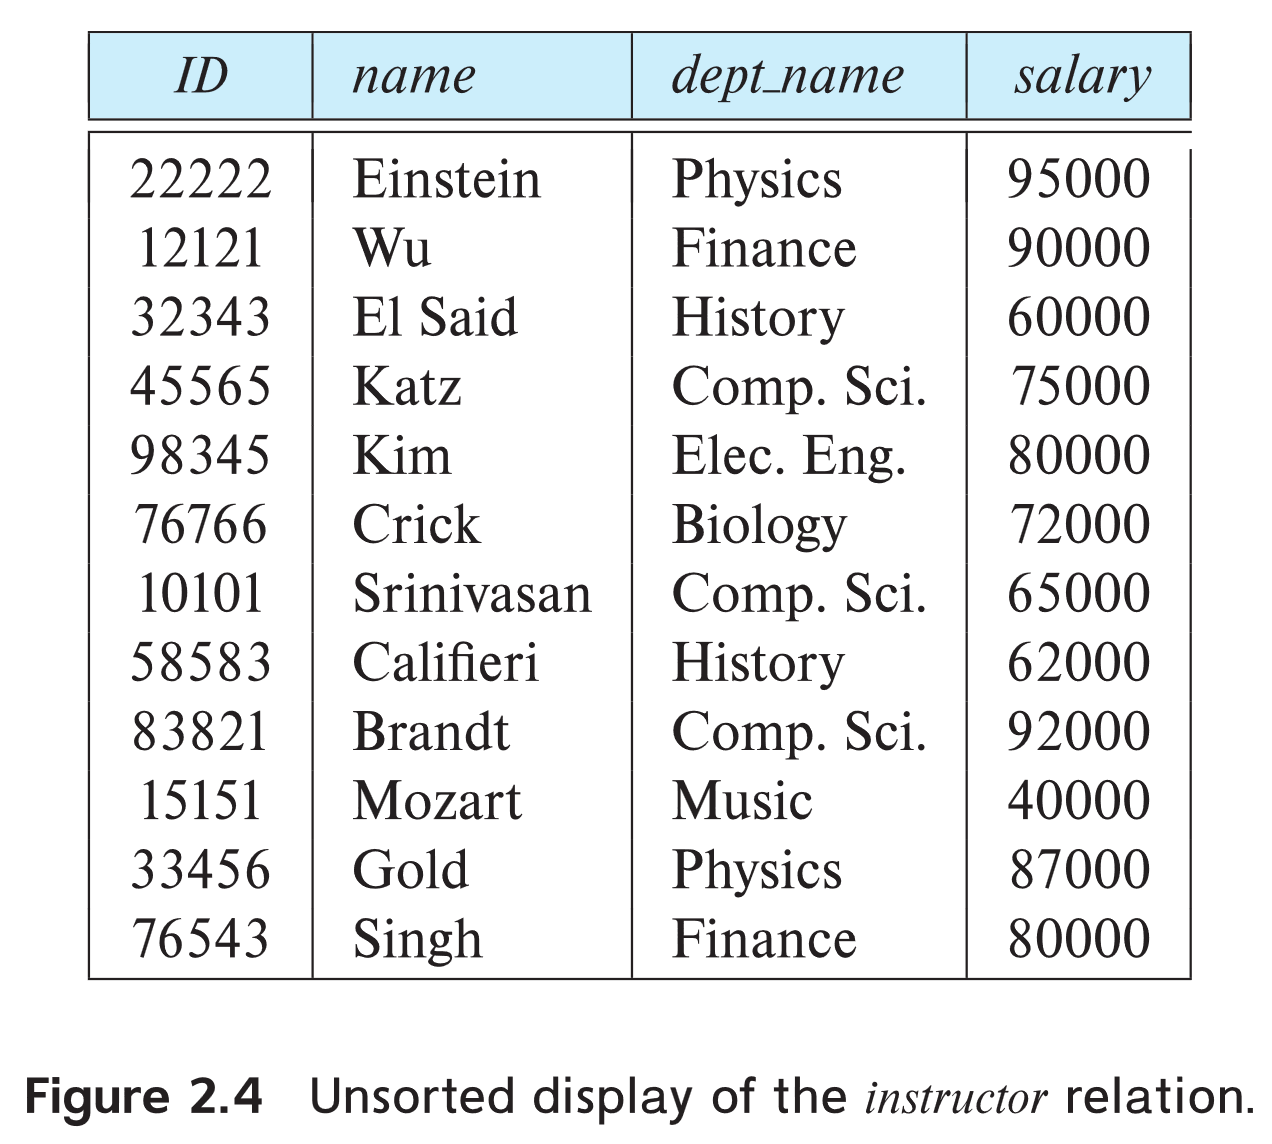 ID name dept_name salary
22222 Einstein Physics 95000
12121 Wu Finance 90000
32343 El Said History 60000
45565 Katz Comp. Sci. 75000
98345 Kim Elec. Eng. 80000
76766 Crick Biology 72000
10101 Srinivasan Comp. Sci. 65000
58583 Califieri History 62000
83821 Brandt Comp. Sci. 92000
15151 Mozart Music 40000
33456 Gold Physics 87000
76543 Singh Finance 80000
Figure 2.4 Unsorted display of the instructor relation.